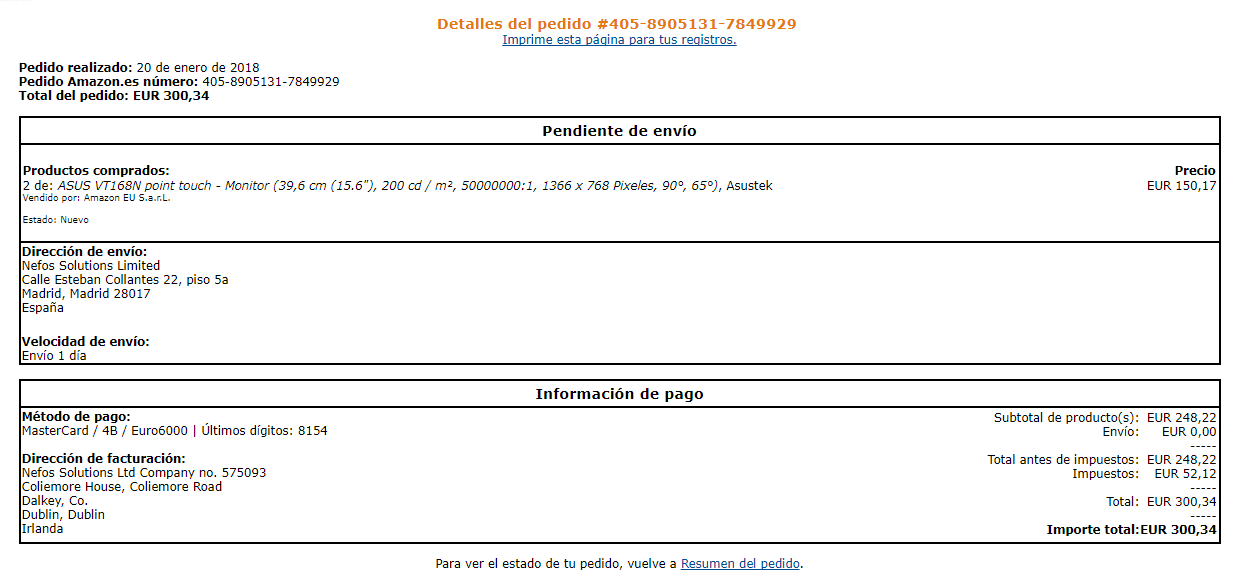 Detalles del pedido #405-8905131-7849929
Imprime esta página para tus registros.
Pedido realizado: 20 de enero de 2018
Pedido Amazon.es número: 405-8905131-7849929
Total del pedido: EUR 300,34
Pendiente de envío
Productos comprados: Precio
2 de: ASUS VT168N point touch - Monitor (39,6 cm (15.6"), 200 cd / m², 50000000:1, 1366 x 768 Pixeles, 90°, 65°), Asustek EUR 150,17
Vendido por: Amazon EU S.a.r.L.
Estado: Nuevo
Dirección de envío:
Nefos Solutions Limited
Calle Esteban Collantes 22, piso 5a
Madrid, Madrid 28017
España
Velocidad de envío:
Envío 1 día
Información de pago
Método de pago:
MasterCard / 4B / Euro6000 | Últimos dígitos: 8154
Dirección de facturación:
Nefos Solutions Ltd Company no. 575093
Coliemore House, Coliemore Road
Dalkey, Co.
Dublin, Dublin
Irlanda
Subtotal de producto(s): EUR 248,22
Envío: EUR 0,00
-----
Total antes de impuestos: EUR 248,22
Impuestos: EUR 52,12
-----
Total: EUR 300,34
-----
Importe total:EUR 300,34
Para ver el estado de tu pedido, vuelve a Resumen del pedido.